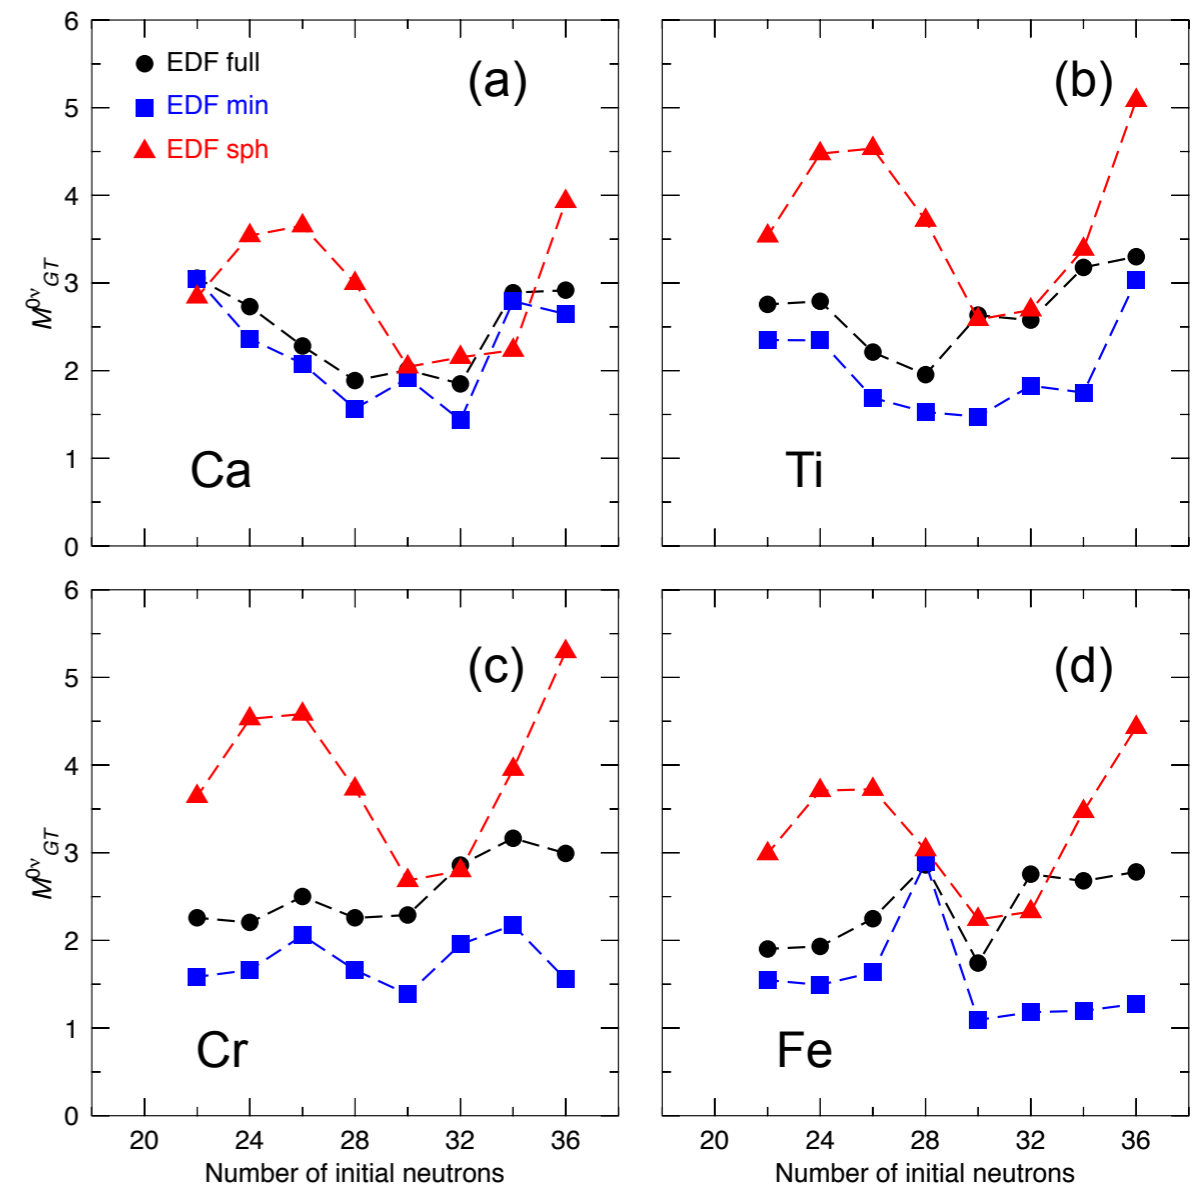 6
5
4
3
2
1
0
M^0ν_GT
EDF full
EDF min
EDF sph
(a)
Ca
(b)
Ti
6
5
4
3
2
1
0
M^0ν_GT
(c)
Cr
(d)
Fe
20 24 28 32 36
20 24 28 32 36
Number of initial neutrons
Number of initial neutrons